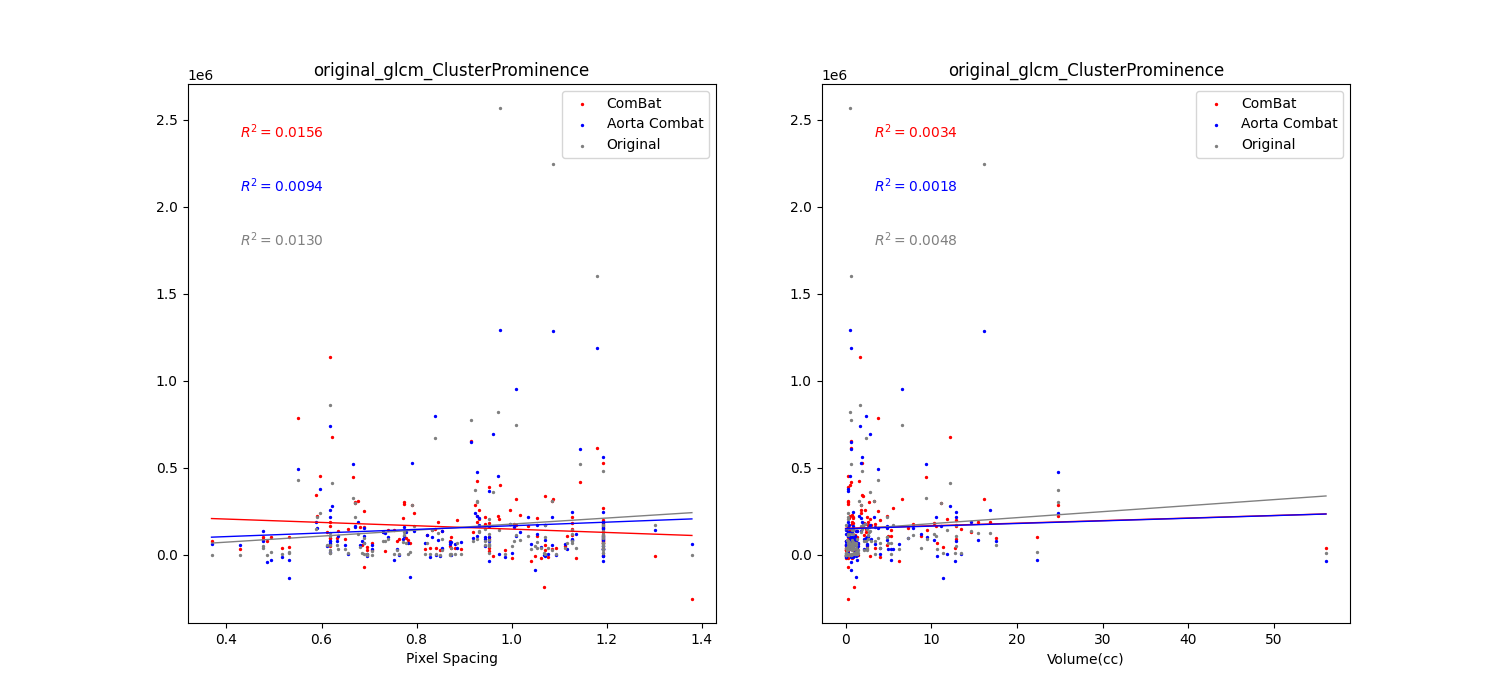 original_glcm_ClusterProminence
1e6
ComBat
Aorta Combat
Original
R² = 0.0156
R² = 0.0094
R² = 0.0130
2.5
2.0
1.5
1.0
0.5
0.0
0.4 0.6 0.8 1.0 1.2 1.4
Pixel Spacing
original_glcm_ClusterProminence
1e6
ComBat
Aorta Combat
Original
R² = 0.0034
R² = 0.0018
R² = 0.0048
2.5
2.0
1.5
1.0
0.5
0.0
0 10 20 30 40 50
Volume(cc)